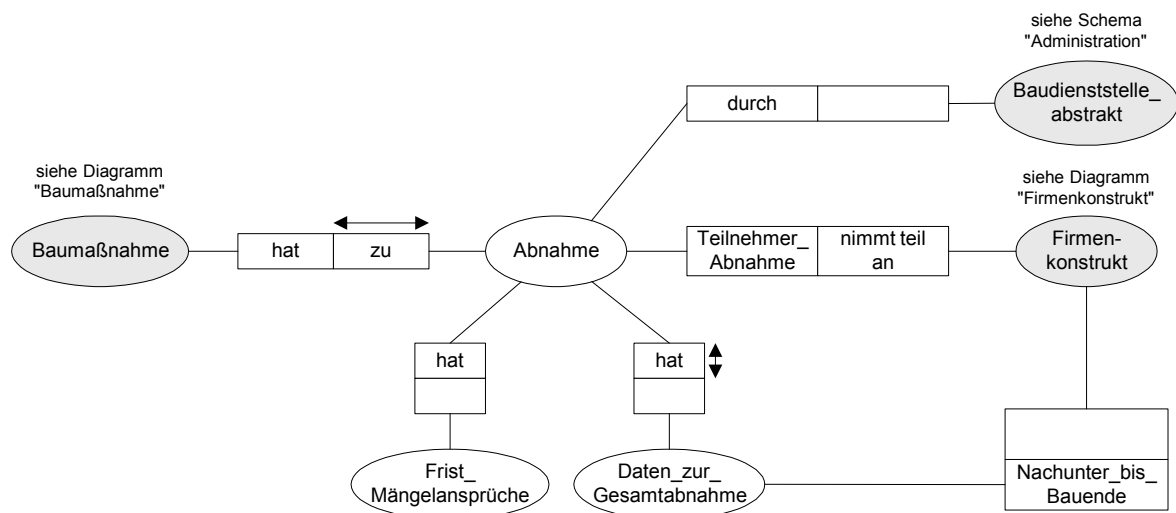 siehe Schema
"Administration"
durch
Baudienststelle_
abstrakt
siehe Diagramm
"Baumaßnahme"
siehe Diagramm
"Firmenkonstrukt"
Baumaßnahme
hat
zu
Abnahme
Teilnehmer_
Abnahme
nimmt teil
an
Firmen-
konstrukt
hat
hat
Frist_
Mängelansprüche
Daten_zur_
Gesamtabnahme
Nachunter_bis_
Bauende